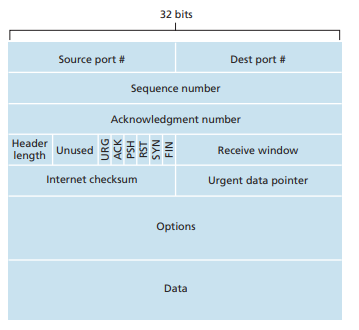 32 bits
Source port #
Dest port #
Sequence number
Acknowledgment number
Header
length
Unused
URG
ACK
PSH
RST
SYN
FIN
Receive window
Internet checksum
Urgent data pointer
Options
Data